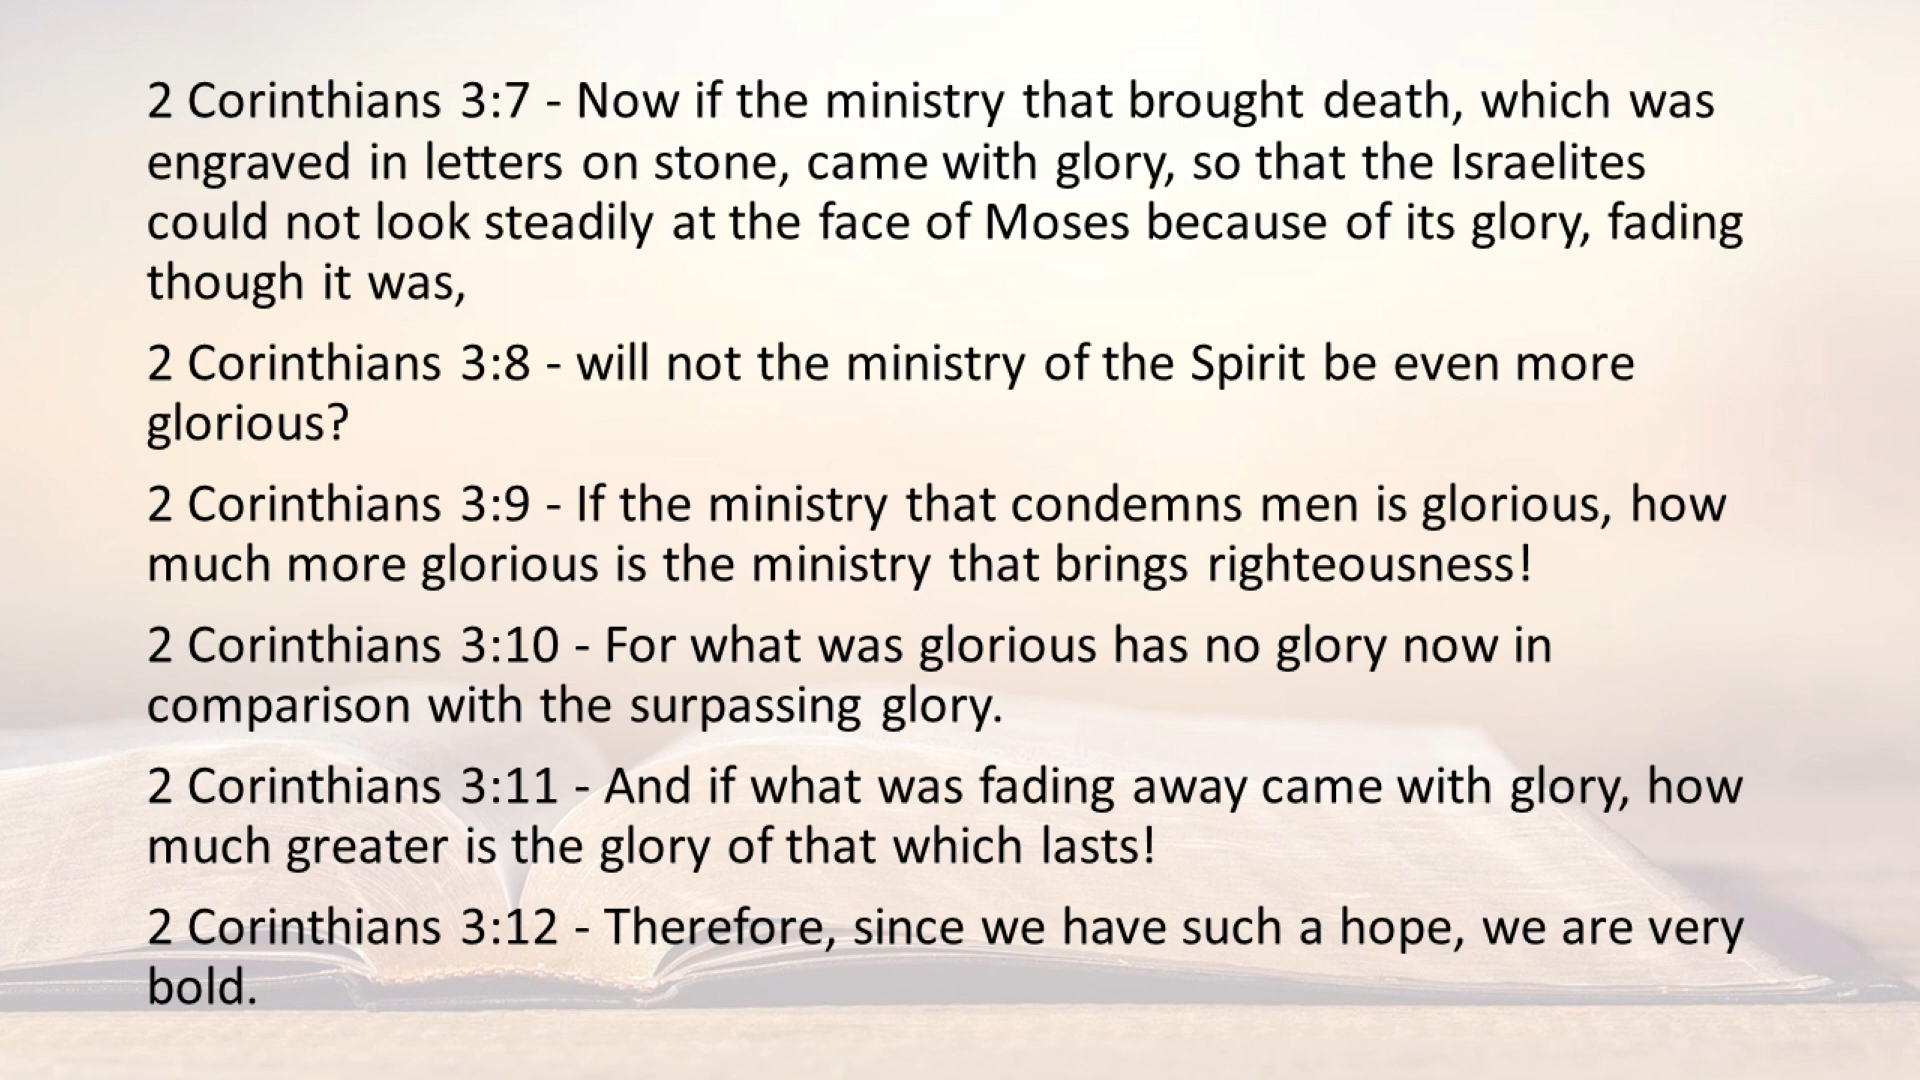 2 Corinthians 3:7 - Now if the ministry that brought death, which was
engraved in letters on stone, came with glory, so that the Israelites
could not look steadily at the face of Moses because of its glory, fading
though it was,
2 Corinthians 3:8 - will not the ministry of the Spirit be even more
glorious?
2 Corinthians 3:9 - If the ministry that condemns men is glorious, how
much more glorious is the ministry that brings righteousness!
2 Corinthians 3:10 - For what was glorious has no glory now in
comparison with the surpassing glory.
2 Corinthians 3:11 - And if what was fading away came with glory, how
much greater is the glory of that which lasts!
2 Corinthians 3:12 - Therefore, since we have such a hope, we are very
bold.